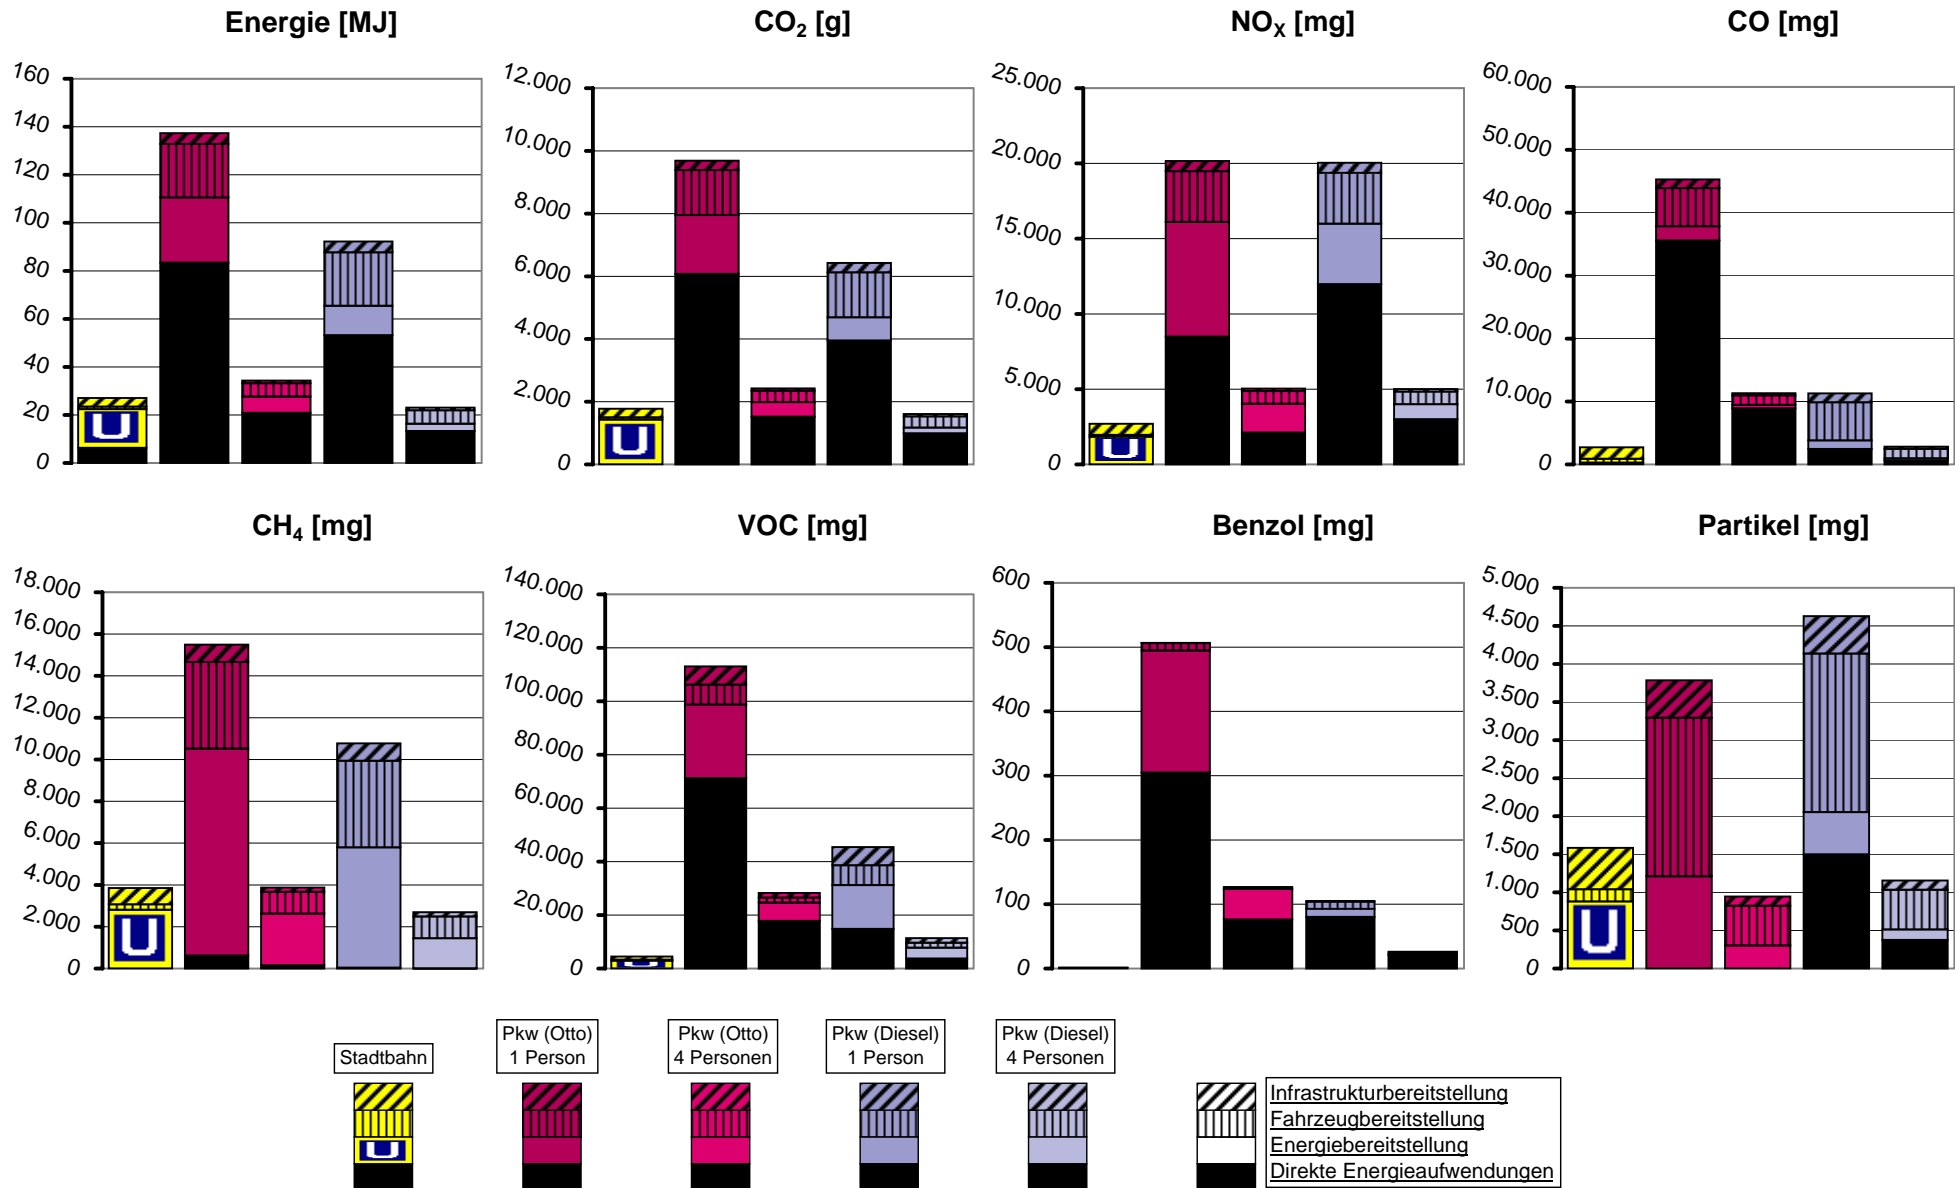 Energie [MJ]
160
140
120
100
80
60
40
20
0
CO₂ [g]
12.000
10.000
8.000
6.000
4.000
2.000
0
U
NOX [mg]
25.000
20.000
15.000
10.000
5.000
0
U
CO [mg]
60.000
50.000
40.000
30.000
20.000
10.000
0
U
CH₄ [mg]
18.000
16.000
14.000
12.000
10.000
8.000
6.000
4.000
2.000
0
U
VOC [mg]
140.000
120.000
100.000
80.000
60.000
40.000
20.000
0
U
Benzol [mg]
600
500
400
300
200
100
0
Partikel [mg]
5.000
4.500
4.000
3.500
3.000
2.500
2.000
1.500
1.000
500
0
U
Stadtbahn
Pkw (Otto)
1 Person
Pkw (Otto)
4 Personen
Pkw (Diesel)
1 Person
Pkw (Diesel)
4 Personen
U
Infrastrukturbereitstellung
Fahrzeugbereitstellung
Energiebereitstellung
Direkte Energieaufwendungen